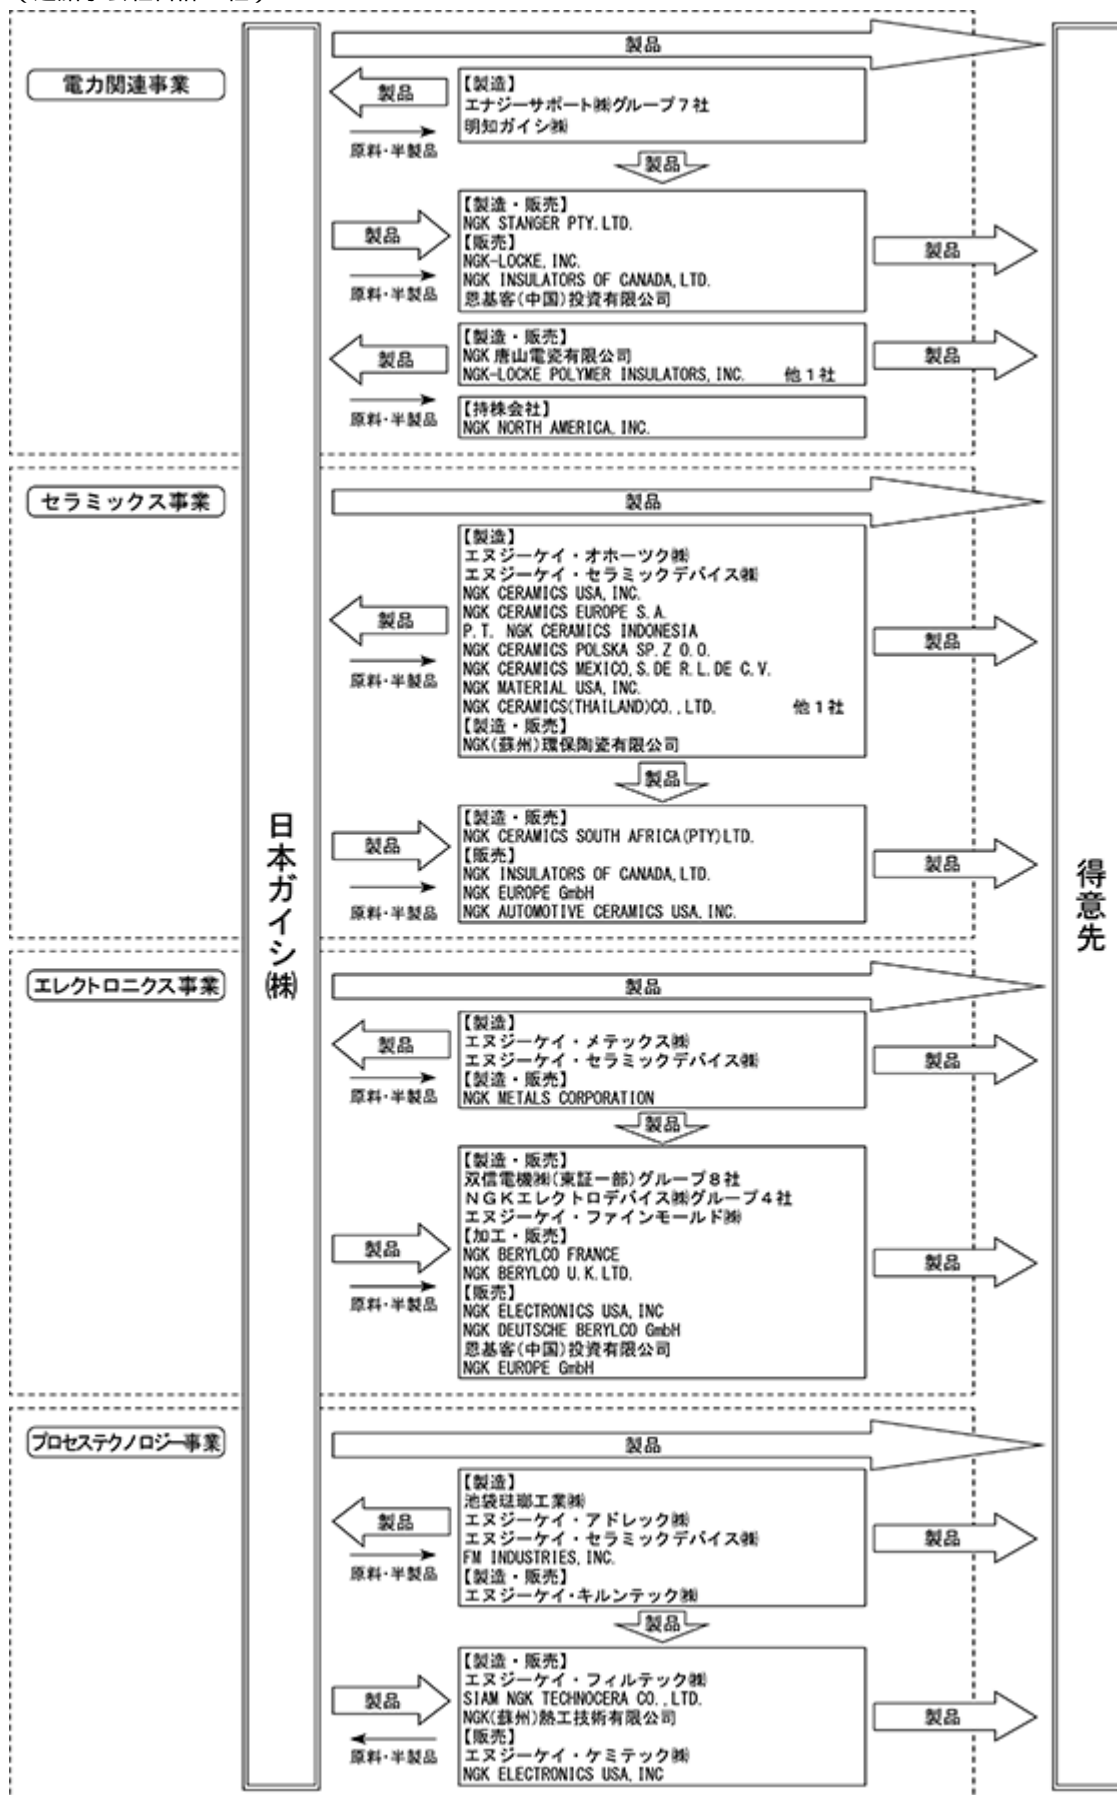 電力関連事業
製品
製品
原料・半製品
【製造】
エナジーサポート㈱グループ7社
明知ガイシ㈱
製品
製品
原料・半製品
【製造・販売】
NGK STANGER PTY.LTD.
【販売】
NGK-LOCKE, INC.
NGK INSULATORS OF CANADA, LTD.
恩基客(中国)投資有限公司
製品
製品
原料・半製品
【製造・販売】
NGK 唐山電瓷有限公司
NGK-LOCKE POLYMER INSULATORS, INC. 他1社
製品
【持株会社】
NGK NORTH AMERICA, INC.
セラミックス事業
製品
製品
原料・半製品
【製造】
エヌジーケイ・オホーツク㈱
エヌジーケイ・セラミックデバイス㈱
NGK CERAMICS USA, INC.
NGK CERAMICS EUROPE S.A.
P.T. NGK CERAMICS INDONESIA
NGK CERAMICS POLSKA SP.Z O.O.
NGK CERAMICS MEXICO, S.DE R.L.DE C.V.
NGK MATERIAL USA, INC.
NGK CERAMICS(THAILAND)CO.,LTD. 他1社
【製造・販売】
NGK(蘇州)環保陶瓷有限公司
製品
製品
製品
原料・半製品
【製造・販売】
NGK CERAMICS SOUTH AFRICA(PTY)LTD.
【販売】
NGK INSULATORS OF CANADA, LTD.
NGK EUROPE GmbH
NGK AUTOMOTIVE CERAMICS USA, INC.
製品
日本ガイシ㈱
得意先
エレクトロニクス事業
製品
製品
原料・半製品
【製造】
エヌジーケイ・メテックス㈱
エヌジーケイ・セラミックデバイス㈱
【製造・販売】
NGK METALS CORPORATION
製品
製品
製品
原料・半製品
【製造・販売】
双信電機㈱(東証一部)グループ8社
NGKエレクトロデバイス㈱グループ4社
エヌジーケイ・ファインモールド㈱
【加工・販売】
NGK BERYLCO FRANCE
NGK BERYLCO U.K.LTD.
【販売】
NGK ELECTRONICS USA, INC
NGK DEUTSCHE BERYLCO GmbH
恩基客(中国)投資有限公司
NGK EUROPE GmbH
製品
プロセステクノロジー事業
製品
製品
原料・半製品
【製造】
池袋琺瑯工業㈱
エヌジーケイ・アドレック㈱
エヌジーケイ・セラミックデバイス㈱
FM INDUSTRIES, INC.
【製造・販売】
エヌジーケイ・キルンテック㈱
製品
製品
製品
原料・半製品
【製造・販売】
エヌジーケイ・フィルテック㈱
SIAM NGK TECHNOCERA CO.,LTD.
NGK(蘇州)熱工技術有限公司
【販売】
エヌジーケイ・ケミテック㈱
NGK ELECTRONICS USA, INC
製品